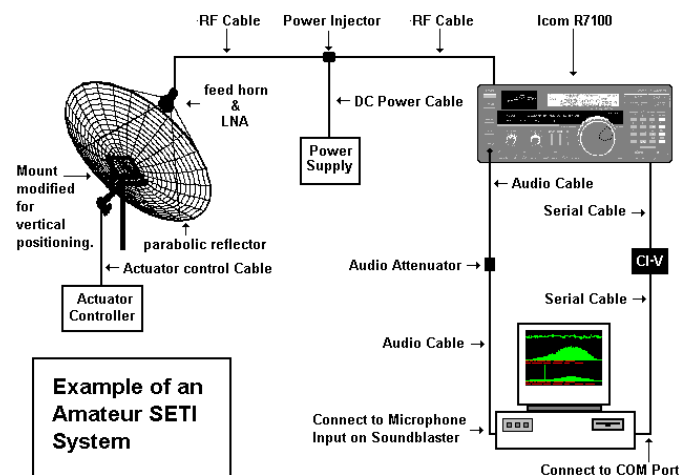 RF Cable
Power Injector
RF Cable
Icom R7100
feed horn
&
LNA
DC Power Cable
Power
Supply
Mount
modified
for
vertical
positioning.
parabolic reflector
Actuator control Cable
Actuator
Controller
Audio Cable
Serial Cable
Audio Attenuator
CI-V
Serial Cable
Audio Cable
Example of an
Amateur SETI
System
Connect to Microphone
Input on Soundblaster
Connect to COM Port